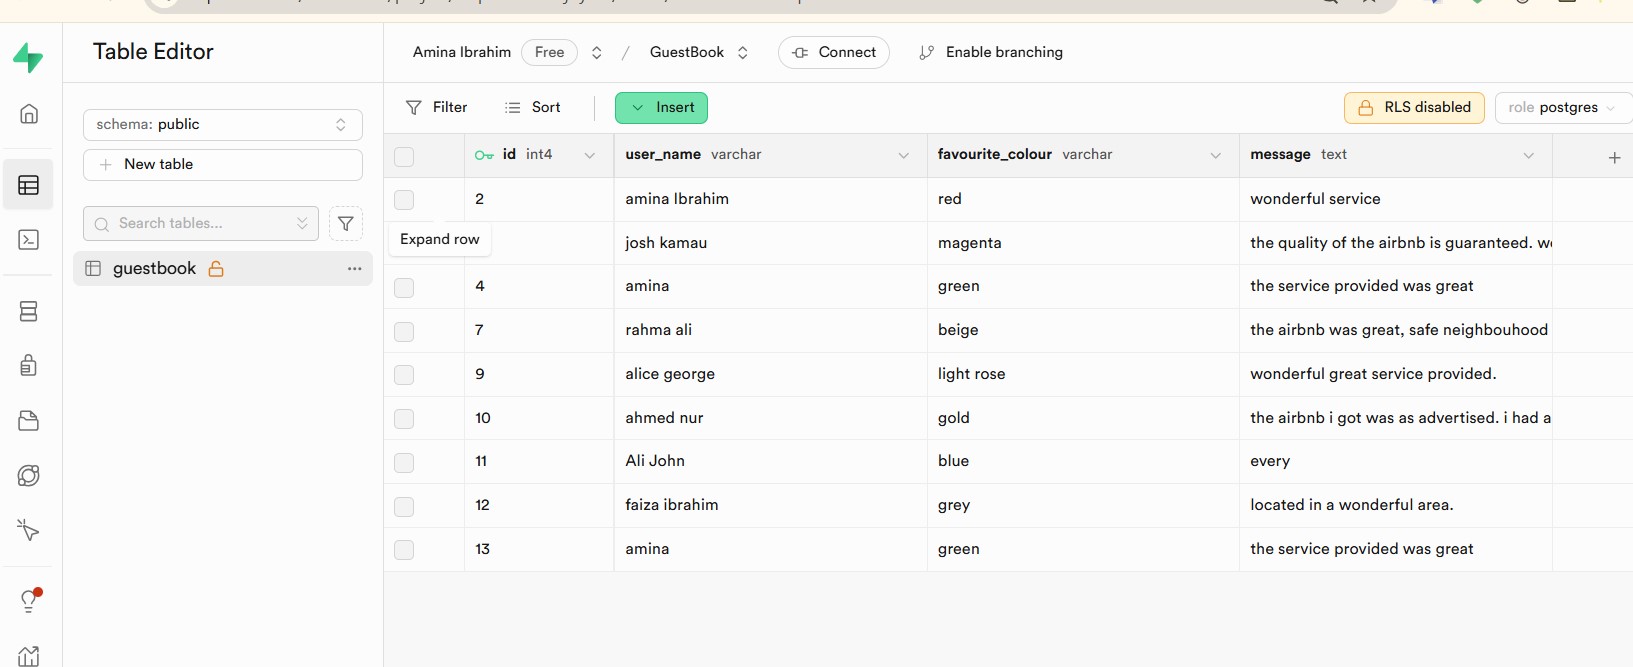 Table Editor
Amina Ibrahim Free / GuestBook Connect Enable branching
schema: public
New table
Search tables...
guestbook
Filter Sort Insert RLS disabled role postgres
id int4 user_name varchar favourite_colour varchar message text
2 amina Ibrahim red wonderful service
Expand row
josh kamau magenta the quality of the airbnb is guaranteed.
4 amina green the service provided was great
7 rahma ali beige the airbnb was great, safe neighbouhood
9 alice george light rose wonderful great service provided.
10 ahmed nur gold the airbnb i got was as advertised. i had a
11 Ali John blue every
12 faiza ibrahim grey located in a wonderful area.
13 amina green the service provided was great